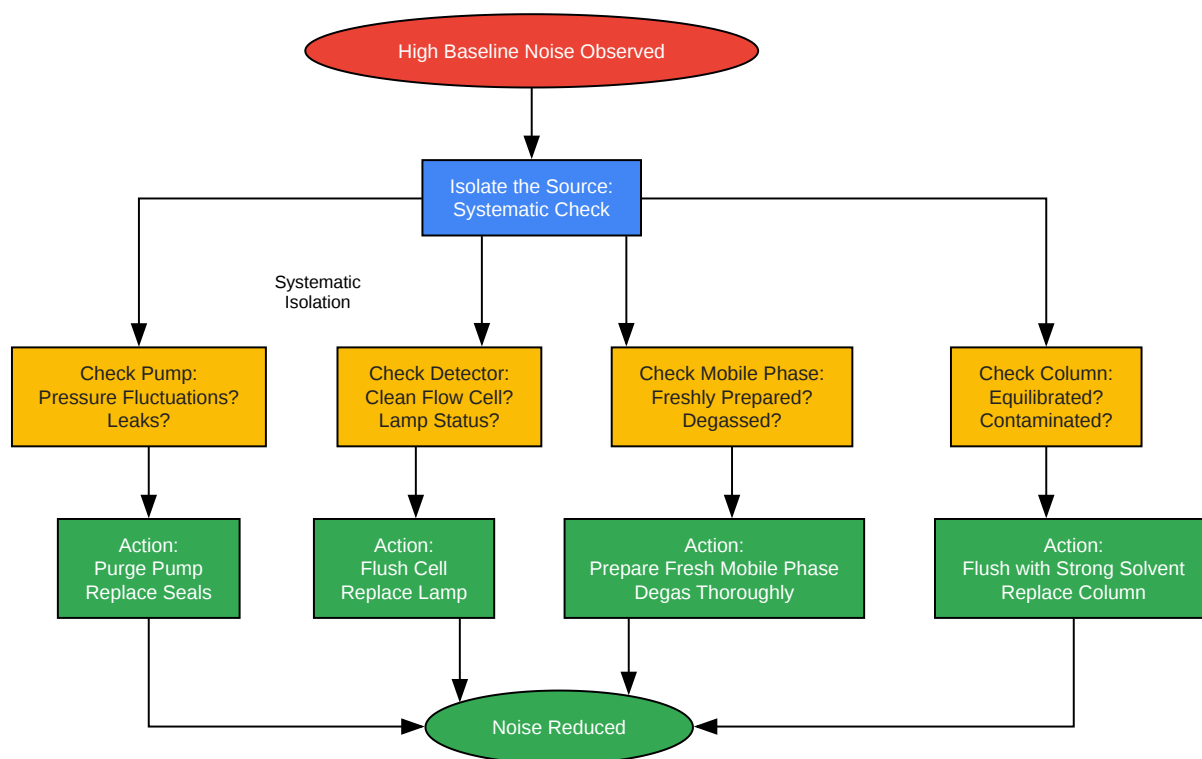 High Baseline Noise Observed
Isolate the Source:
Systematic Check
Systematic
Isolation
Check Pump:
Pressure Fluctuations?
Leaks?
Check Detector:
Clean Flow Cell?
Lamp Status?
Check Mobile Phase:
Freshly Prepared?
Degassed?
Check Column:
Equilibrated?
Contaminated?
Action:
Purge Pump
Replace Seals
Action:
Flush Cell
Replace Lamp
Action:
Prepare Fresh Mobile Phase
Degas Thoroughly
Action:
Flush with Strong Solvent
Replace Column
Noise Reduced